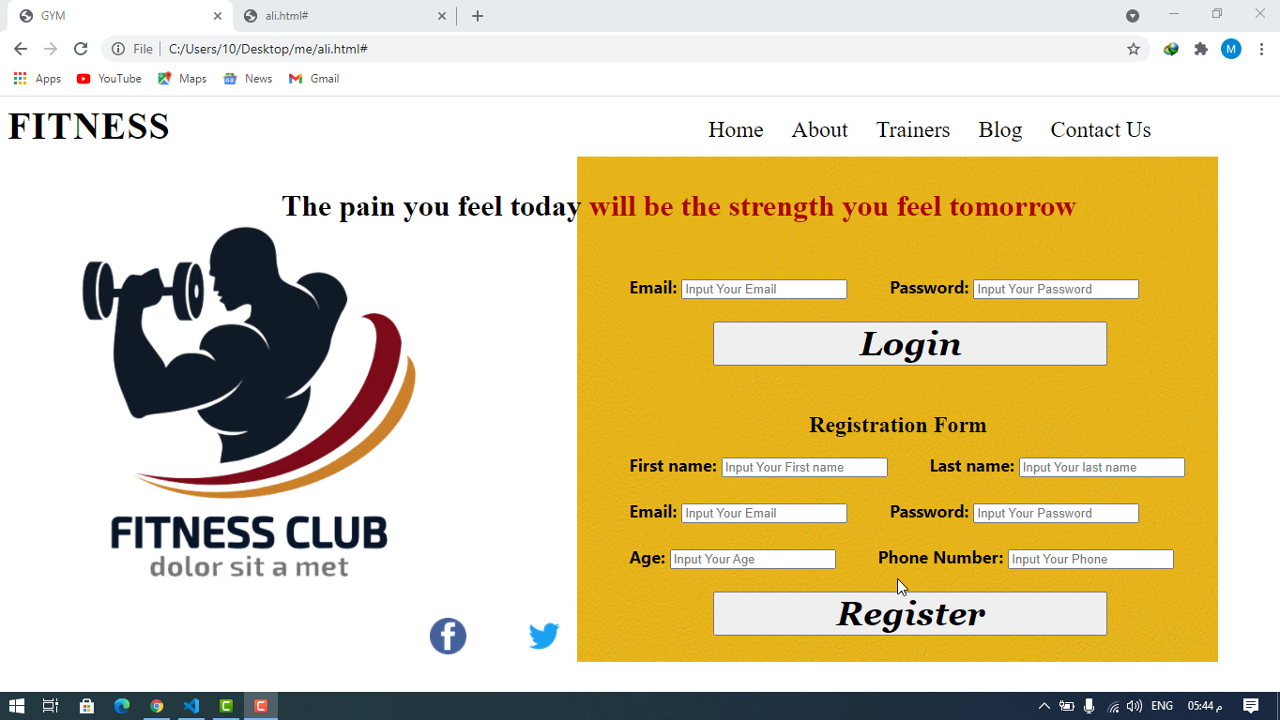 GYM
ali.html#
File
C:/Users/10/Desktop/me/ali.html#
M
Apps
YouTube
Maps
News
Gmail
FITNESS
Home
About
Trainers
Blog
Contact Us
The pain you feel today will be the strength you feel tomorrow
Email: Input Your Email
Password: Input Your Password
Login
Registration Form
First name: Input Your First name
Last name: Input Your last name
Email: Input Your Email
Password: Input Your Password
Age: Input Your Age
Phone Number: Input Your Phone
Register
FITNESS CLUB
dolor sit a met
ENG
05:44 م